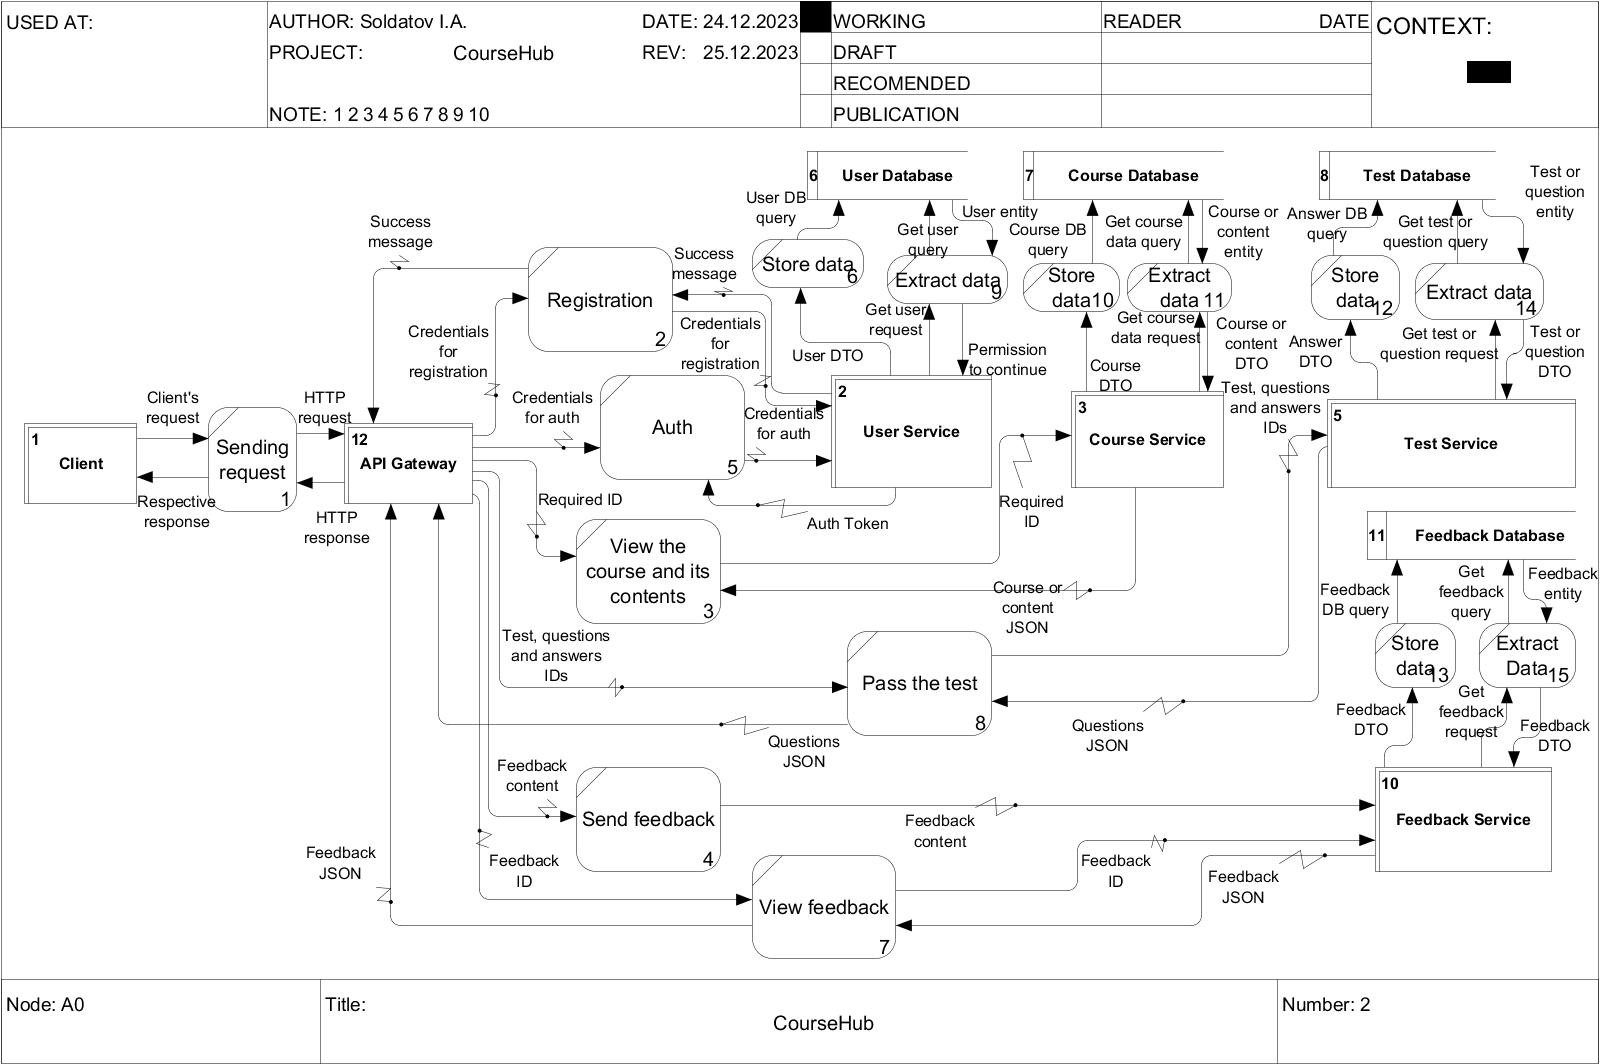 USED AT:
AUTHOR: Soldatov I.A.
DATE: 24.12.2023
PROJECT: CourseHub
REV: 25.12.2023
NOTE: 1 2 3 4 5 6 7 8 9 10
WORKING
DRAFT
RECOMENDED
PUBLICATION
READER
DATE
CONTEXT:
6
User Database
7
Course Database
8
Test Database
Test or
question
entity
User DB
query
User entity
Get user
query
Course DB
query
Get course
data query
Course or
content
entity
Answer DB
query
Get test or
question query
Success
message
Success
message
Store data
6
Extract data
9
Store
data
10
Extract
data
11
Store
data
12
Extract data
14
Registration
2
Credentials
for
registration
Credentials
for
registration
User DTO
Get user
request
Permission
to continue
Course
DTO
Get course
data request
Course or
content
DTO
Answer
DTO
Get test or
question request
Test or
question
DTO
Client's
request
HTTP
request
Credentials
for auth
Auth
5
Credentials
for auth
2
User Service
3
Course Service
Test, questions
and answers
IDs
5
Test Service
1
Client
Sending
request
1
12
API Gateway
Respective
response
HTTP
response
Required ID
Auth Token
Required
ID
11
Feedback Database
View the
course and its
contents
3
Course or
content
JSON
Feedback
DB query
Get
feedback
query
Feedback
entity
Test, questions
and answers
IDs
Pass the test
8
Store
data
13
Extract
Data
15
Questions
JSON
Questions
JSON
Feedback
DTO
Get
feedback
request
Feedback
DTO
Feedback
content
Send feedback
4
Feedback
content
10
Feedback Service
Feedback
JSON
Feedback
ID
Feedback
ID
Feedback
JSON
View feedback
7
Node: A0
Title:
CourseHub
Number: 2